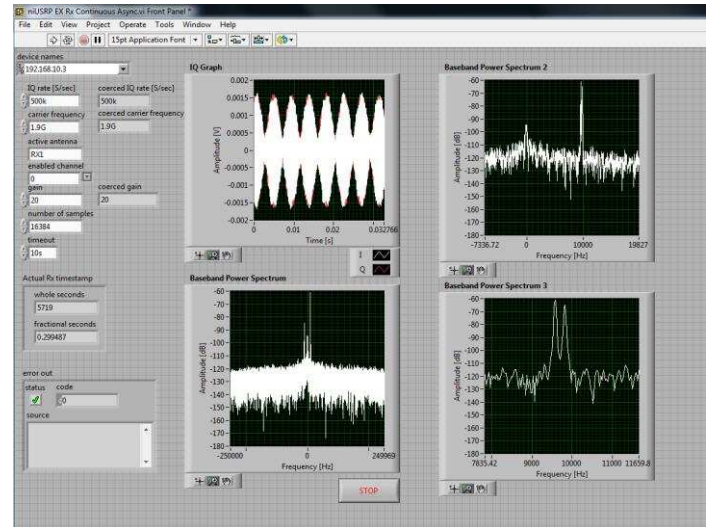 niUSRP EX Rx Continuous Async.vi Front Panel *
File Edit View Project Operate Tools Window Help
15pt Application Font
device names
192.168.10.3
IQ rate [S/sec] coerced IQ rate [S/sec]
500k 500k
carrier frequency coerced carrier frequency
1.9G 1.9G
active antenna
RX1
enabled channel
0
gain coerced gain
20 20
number of samples
16384
timeout
10s
Actual Rx timestamp
whole seconds
5719
fractional seconds
0.299487
error out
status code
0
source
IQ Graph
Amplitude [V]
0.002
0.0015
0.001
0.0005
0
-0.0005
-0.001
-0.0015
-0.002
0 0.01 0.02 0.032766
Time [s]
I
Q
Baseband Power Spectrum
Amplitude [dB]
-60
-70
-80
-90
-100
-110
-120
-130
-140
-150
-160
-170
-180
-250000 0 249969
Frequency [Hz]
STOP
Baseband Power Spectrum 2
Amplitude [dB]
-60
-70
-80
-90
-100
-110
-120
-130
-140
-150
-160
-170
-180
-7336.72 0 10000 19827
Frequency [Hz]
Baseband Power Spectrum 3
Amplitude [dB]
-60
-70
-80
-90
-100
-110
-120
-130
-140
-150
-160
-170
-180
7835.42 9000 10000 11000 11659.8
Frequency [Hz]